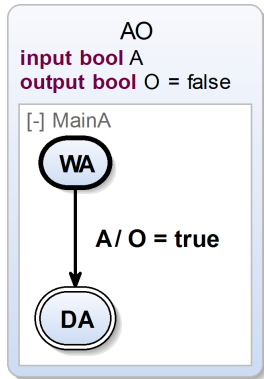 AO
input bool A
output bool O = false
[-] MainA
WA
A / O = true
DA